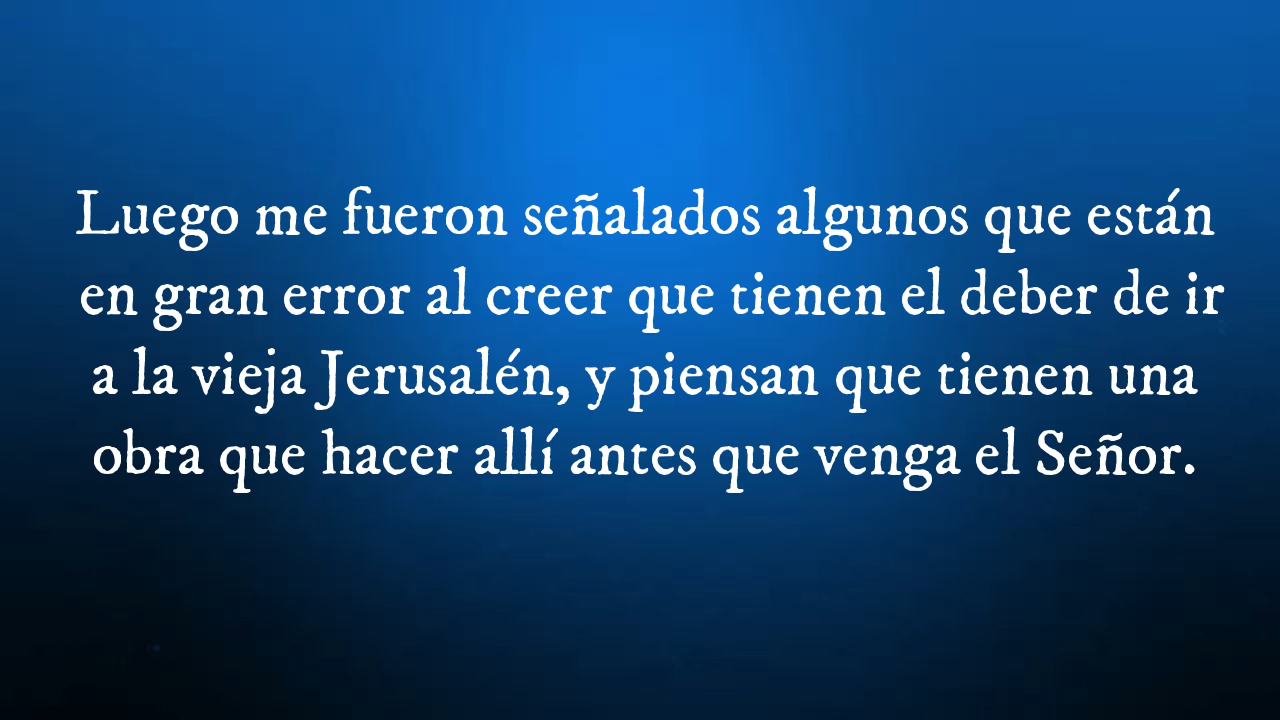 Luego me fueron señalados algunos que están
en gran error al creer que tienen el deber de ir
a la vieja Jerusalén, y piensan que tienen una
obra que hacer allí antes que venga el Señor.